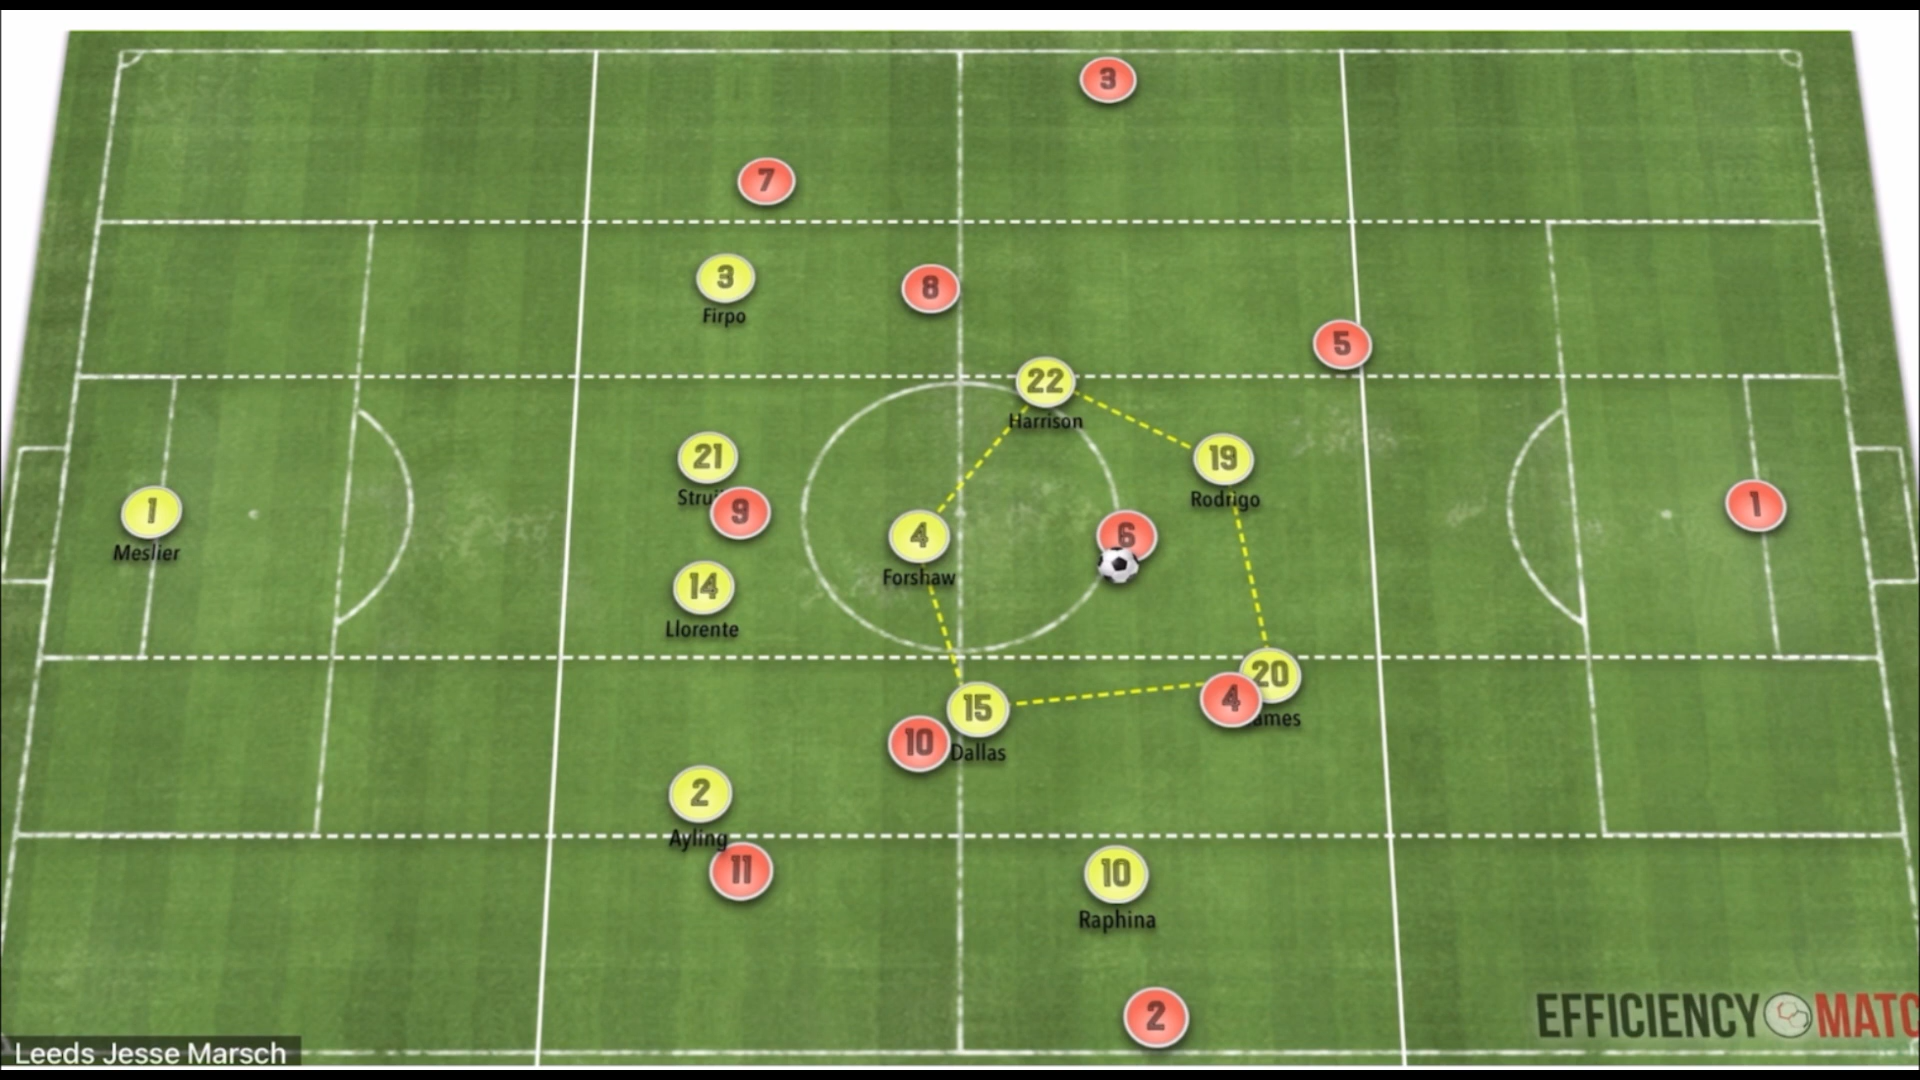 3
7
3
Firpo
8
5
22
Harrison
21
19
Rodrigo
9
1
Meslier
1
4
Forshaw
6
14
Llorente
20
4
15
10
Dallas
2
Ayling
11
10
Raphina
2
EFFICIENCY MATC
Leeds Jesse Marsch